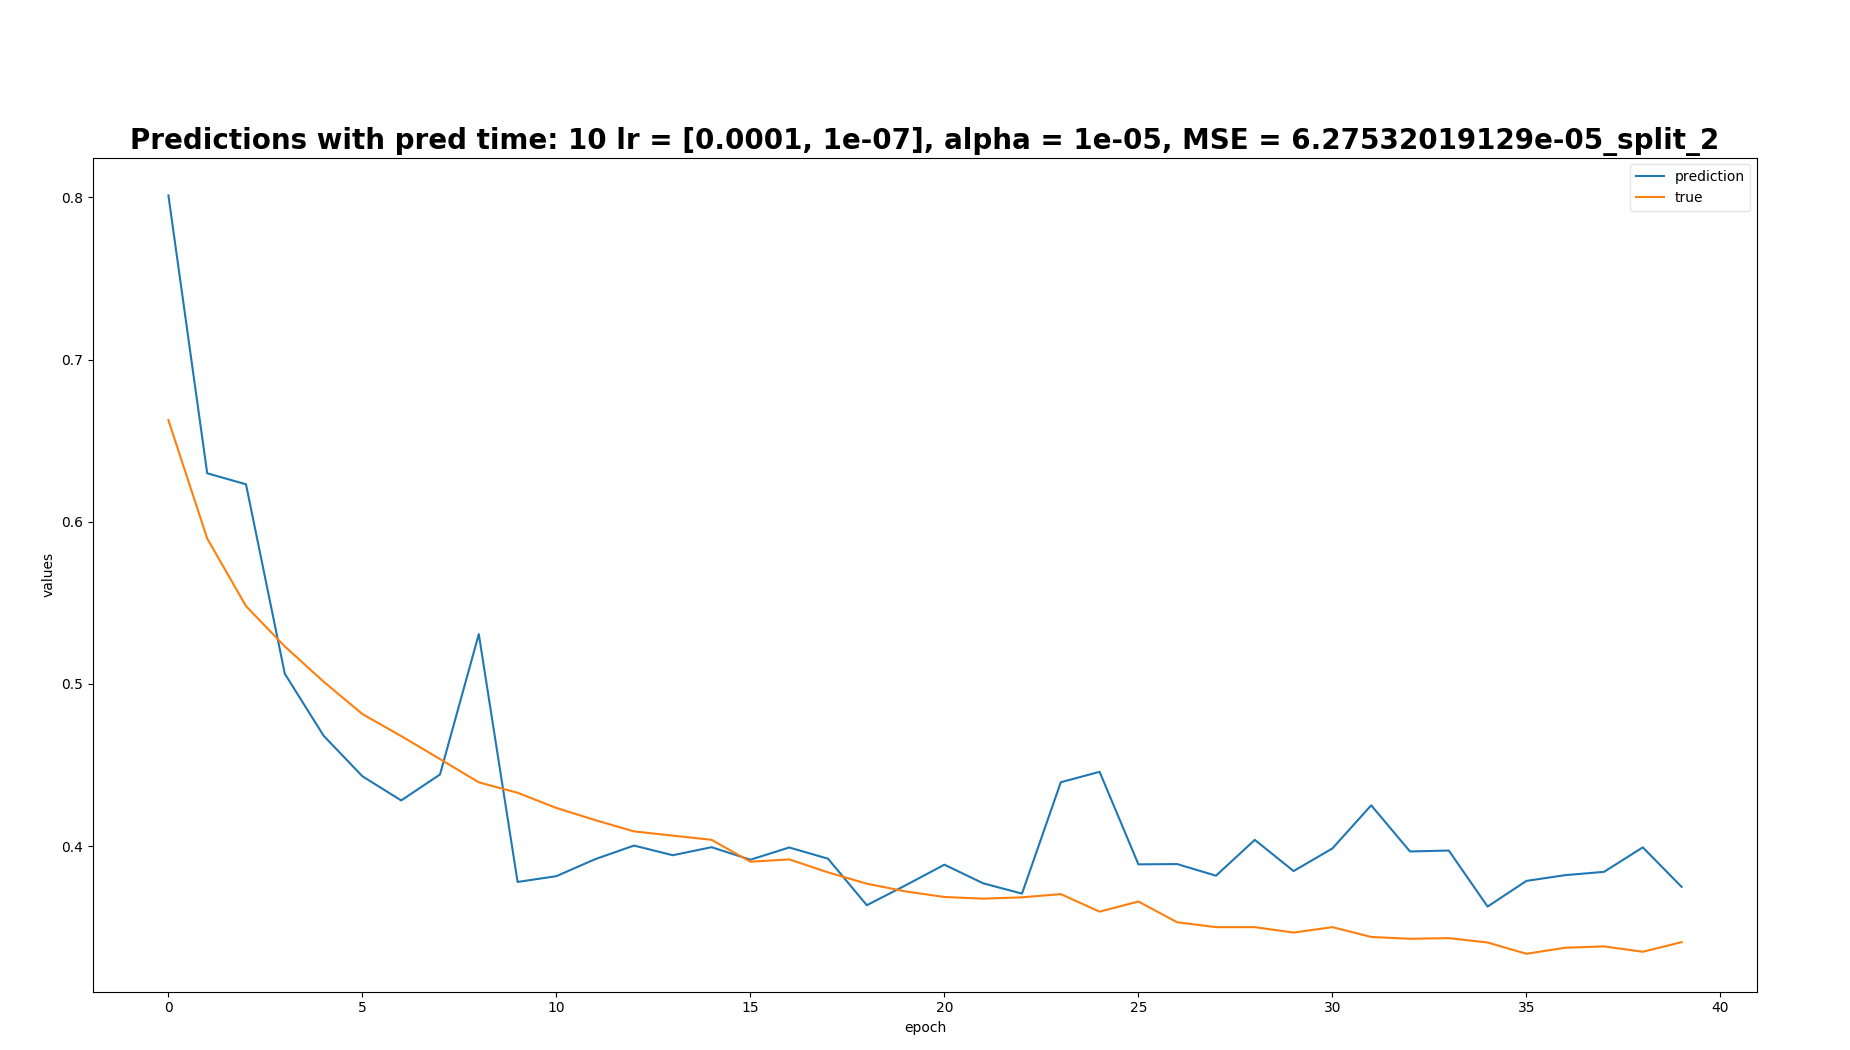 Predictions with pred time: 10 lr = [0.0001, 1e-07], alpha = 1e-05, MSE = 6.27532019129e-05_split_2
prediction
true
0.8
0.7
0.6
0.5
0.4
values
0 5 10 15 20 25 30 35 40
epoch